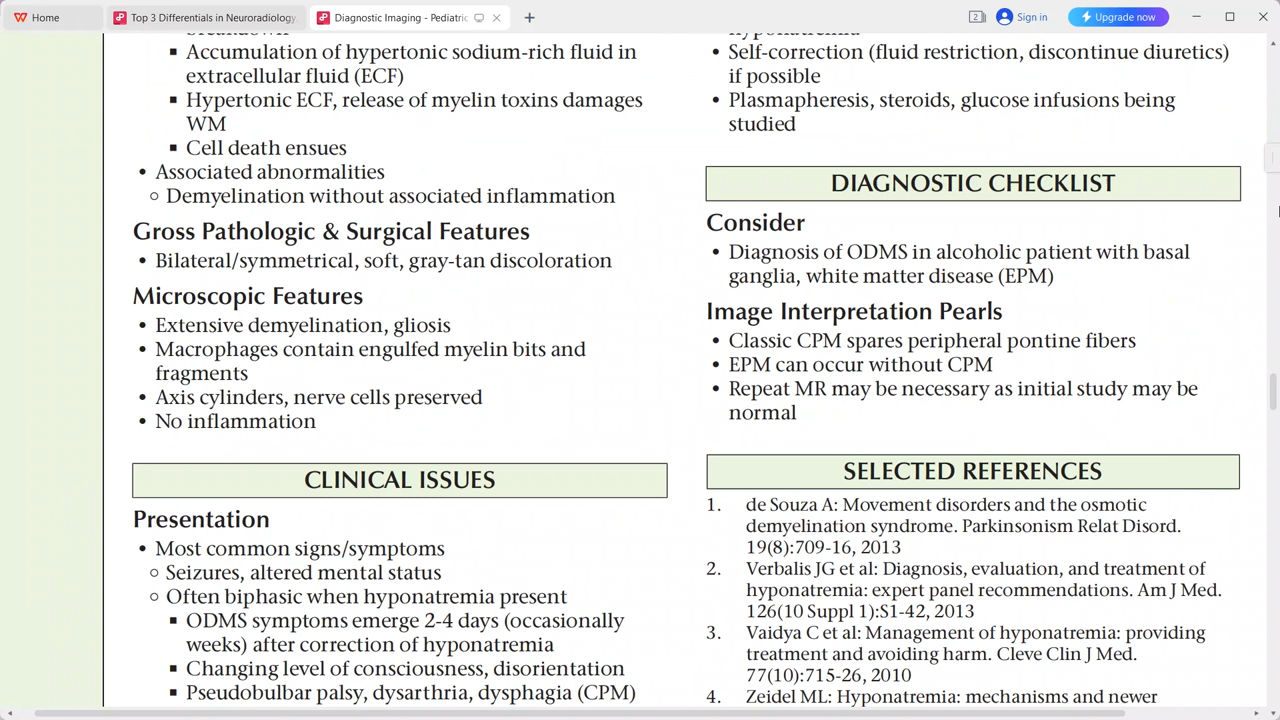 Home
Top 3 Differentials in Neuroradiology.
Diagnostic Imaging - Pediatric
2
Sign in
Upgrade now
Accumulation of hypertonic sodium-rich fluid in
extracellular fluid (ECF)
▪ Hypertonic ECF, release of myelin toxins damages
WM
▪ Cell death ensues
• Associated abnormalities
○ Demyelination without associated inflammation
Gross Pathologic & Surgical Features
• Bilateral/symmetrical, soft, gray-tan discoloration
Microscopic Features
• Extensive demyelination, gliosis
• Macrophages contain engulfed myelin bits and
fragments
• Axis cylinders, nerve cells preserved
• No inflammation
CLINICAL ISSUES
Presentation
• Most common signs/symptoms
○ Seizures, altered mental status
○ Often biphasic when hyponatremia present
▪ ODMS symptoms emerge 2-4 days (occasionally
weeks) after correction of hyponatremia
▪ Changing level of consciousness, disorientation
▪ Pseudobulbar palsy, dysarthria, dysphagia (CPM)
• Self-correction (fluid restriction, discontinue diuretics)
if possible
• Plasmapheresis, steroids, glucose infusions being
studied
DIAGNOSTIC CHECKLIST
Consider
• Diagnosis of ODMS in alcoholic patient with basal
ganglia, white matter disease (EPM)
Image Interpretation Pearls
• Classic CPM spares peripheral pontine fibers
• EPM can occur without CPM
• Repeat MR may be necessary as initial study may be
normal
SELECTED REFERENCES
1. de Souza A: Movement disorders and the osmotic
demyelination syndrome. Parkinsonism Relat Disord.
19(8):709-16, 2013
2. Verbalis JG et al: Diagnosis, evaluation, and treatment of
hyponatremia: expert panel recommendations. Am J Med.
126(10 Suppl 1):S1-42, 2013
3. Vaidya C et al: Management of hyponatremia: providing
treatment and avoiding harm. Cleve Clin J Med.
77(10):715-26, 2010
4. Zeidel ML: Hyponatremia: mechanisms and newer